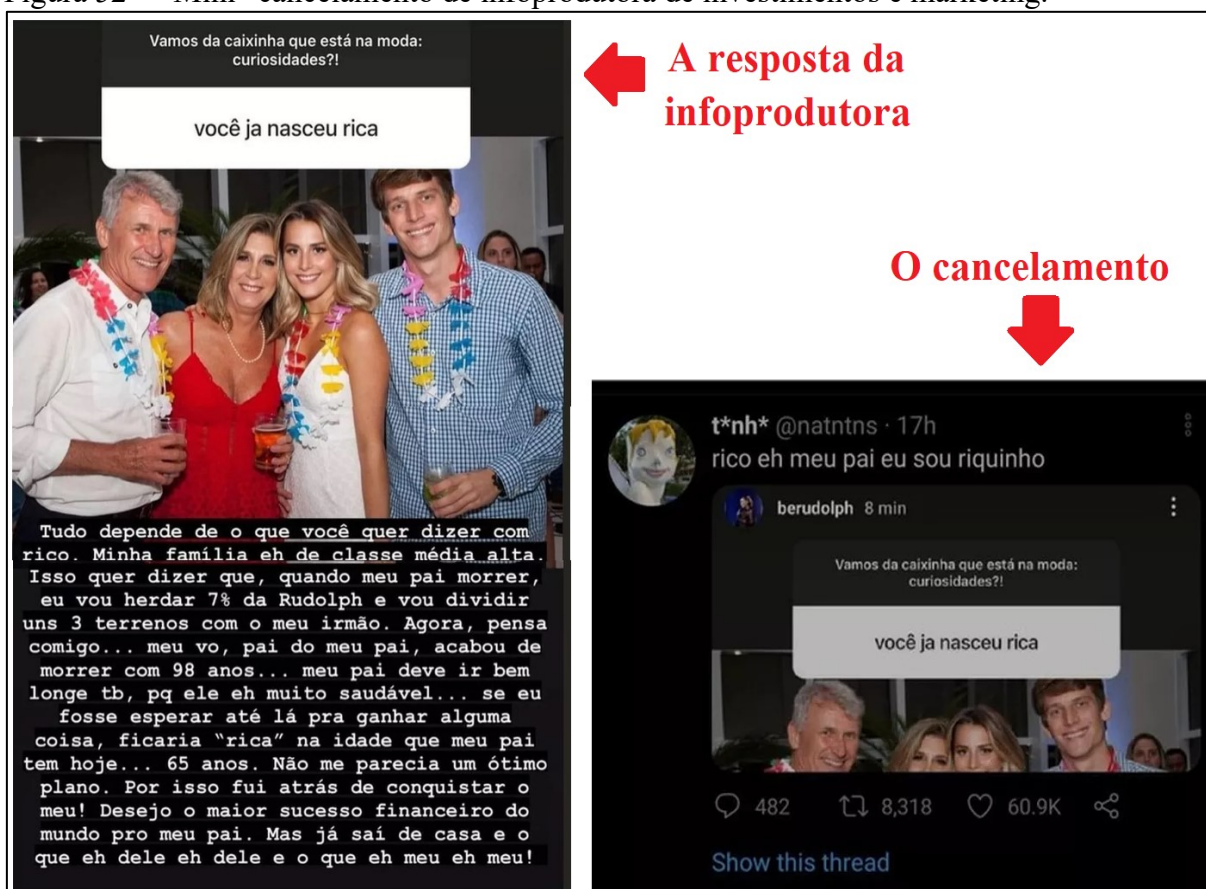 Vamos da caixinha que está na moda:
curiosidades?!
você ja nasceu rica
Tudo depende de o que você quer dizer com
rico. Minha família eh de classe média alta.
Isso quer dizer que, quando meu pai morrer,
eu vou herdar 7% da Rudolph e vou dividir
uns 3 terrenos com o meu irmão. Agora, pensa
comigo... meu vo, pai do meu pai, acabou de
morrer com 98 anos... meu pai deve ir bem
longe tb, pq ele eh muito saudável... se eu
fosse esperar até lá pra ganhar alguma
coisa, ficaria “rica” na idade que meu pai
tem hoje... 65 anos. Não me parecia um ótimo
plano. Por isso fui atrás de conquistar o
meu! Desejo o maior sucesso financeiro do
mundo pro meu pai. Mas já saí de casa e o
que eh dele eh dele e o que eh meu eh meu!
A resposta da
infoprodutora
O cancelamento
t*nh* @natntns · 17h
rico eh meu pai eu sou riquinho
berudolph 8 min
Vamos da caixinha que está na moda:
curiosidades?!
você ja nasceu rica
482 8,318 60.9K
Show this thread